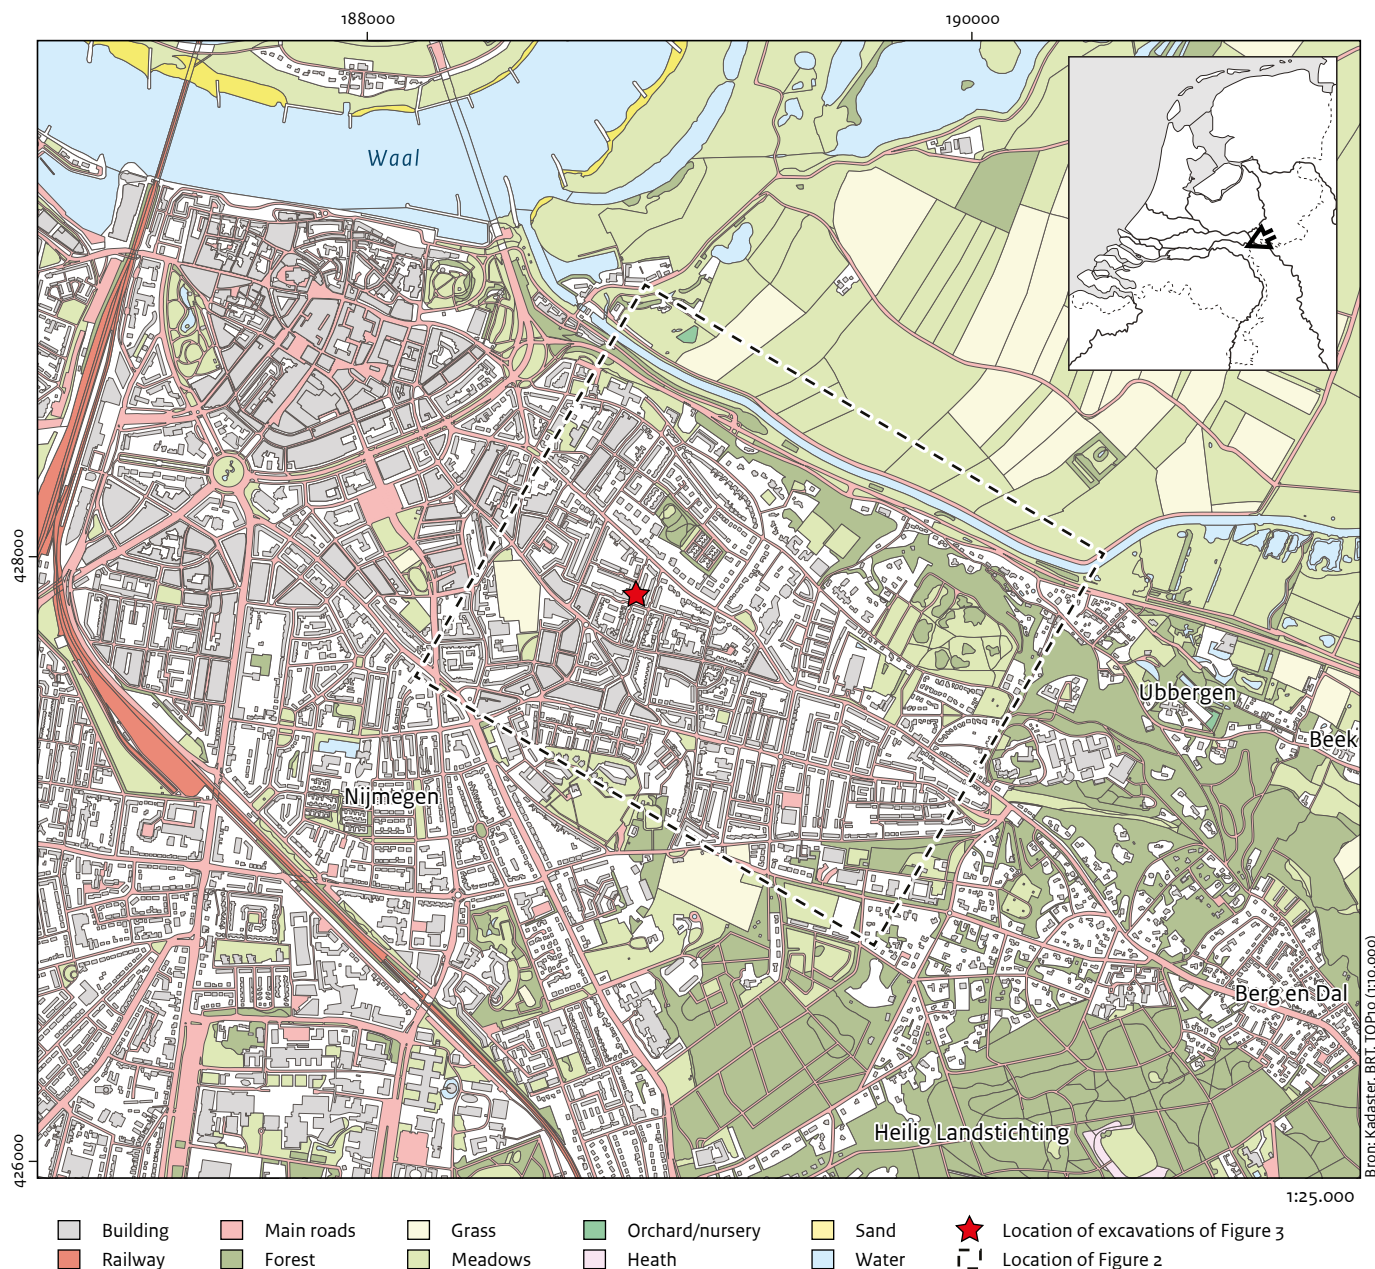 188000
190000
Waal
428000
Ubbergen
Beek
Nijmegen
Berg en Dal
Heilig Landstichting
426000
Bron: Kadaster, BRT, TOP10 (1:10.000)
1:25.000
Building
Main roads
Grass
Orchard/nursery
Sand
Location of excavations of Figure 3
Railway
Forest
Meadows
Heath
Water
Location of Figure 2